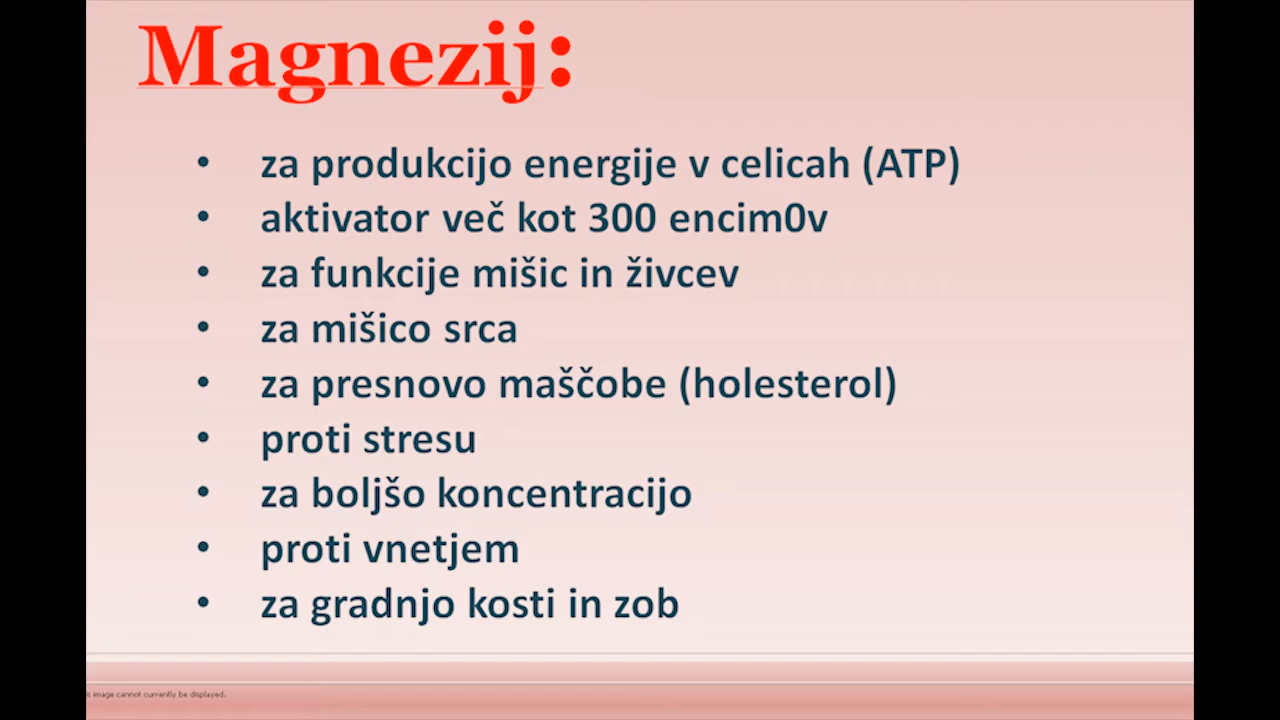 Magnezij:
• za produkcijo energije v celicah (ATP)
• aktivator več kot 300 encim0v
• za funkcije mišic in živcev
• za mišico srca
• za presnovo maščobe (holesterol)
• proti stresu
• za boljšo koncentracijo
• proti vnetjem
• za gradnjo kosti in zob
s image cannot currently be displayed.